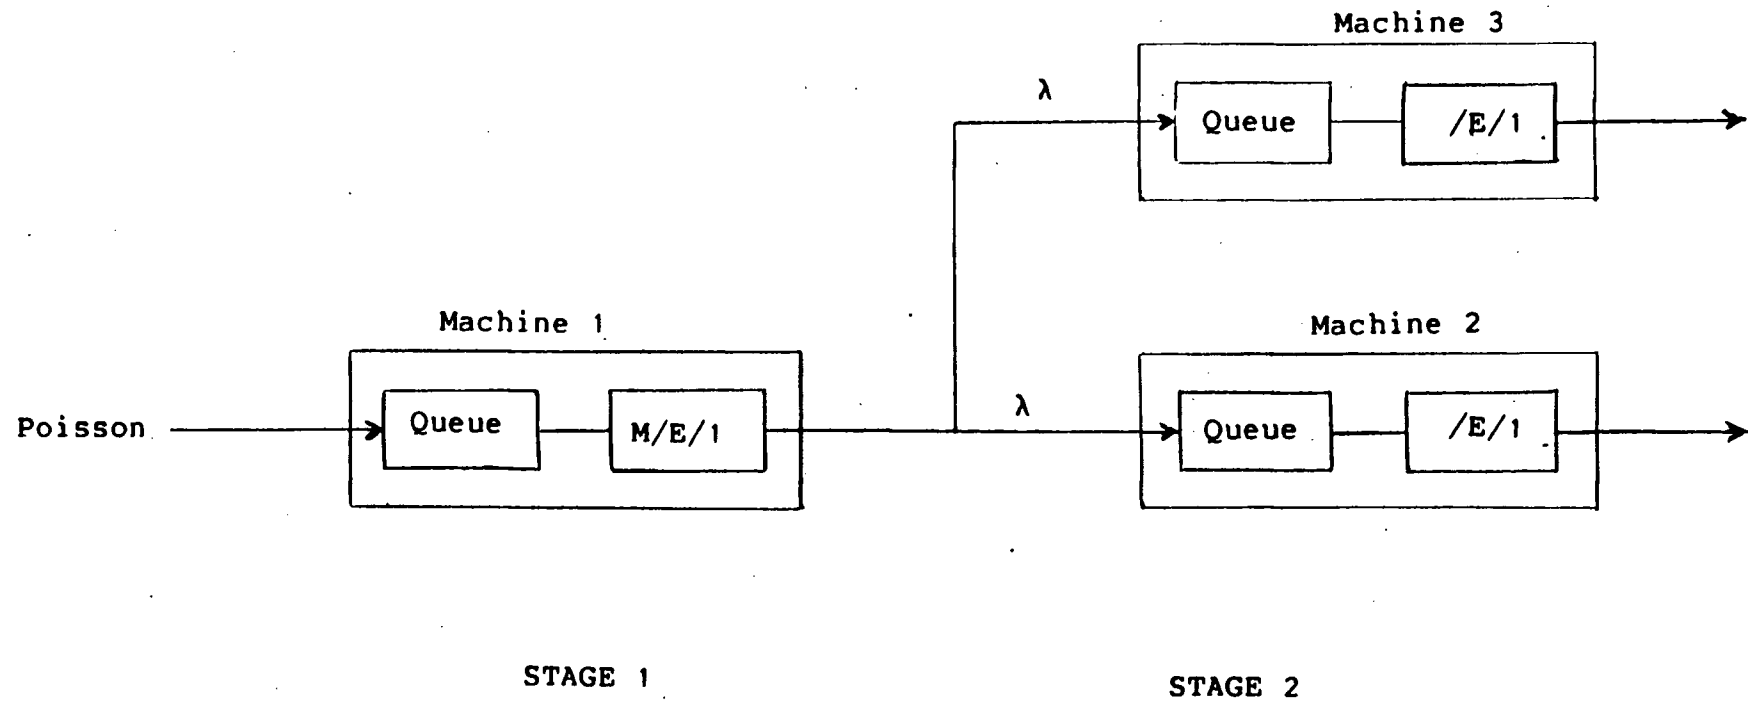 Machine 3
λ
Queue
/E/1
Machine 1
Machine 2
λ
Poisson
Queue
M/E/1
Queue
/E/1
STAGE 1
STAGE 2